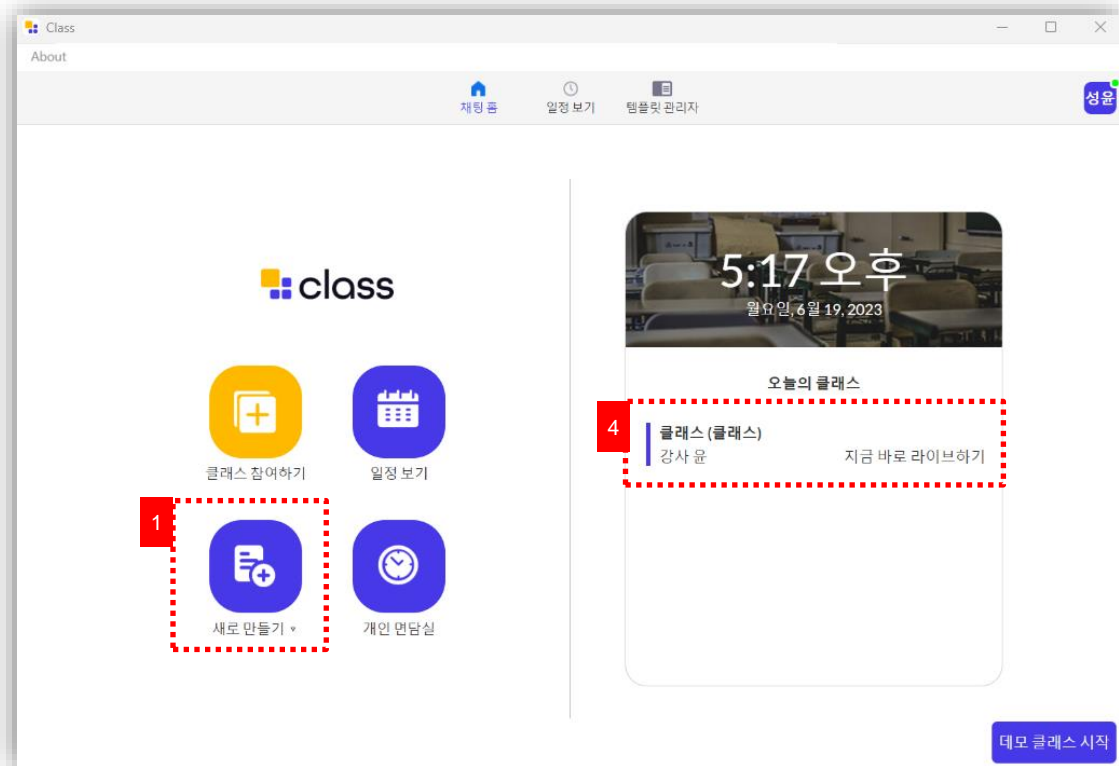 Class
About
채팅 홈
일정 보기
템플릿 관리자
성윤
class
클래스 참여하기
일정 보기
1
새로 만들기
개인 면담실
5:17 오후
월요일, 6월 19, 2023
오늘의 클래스
4
클래스 (클래스)
강사 윤
지금 바로 라이브하기
데모 클래스 시작